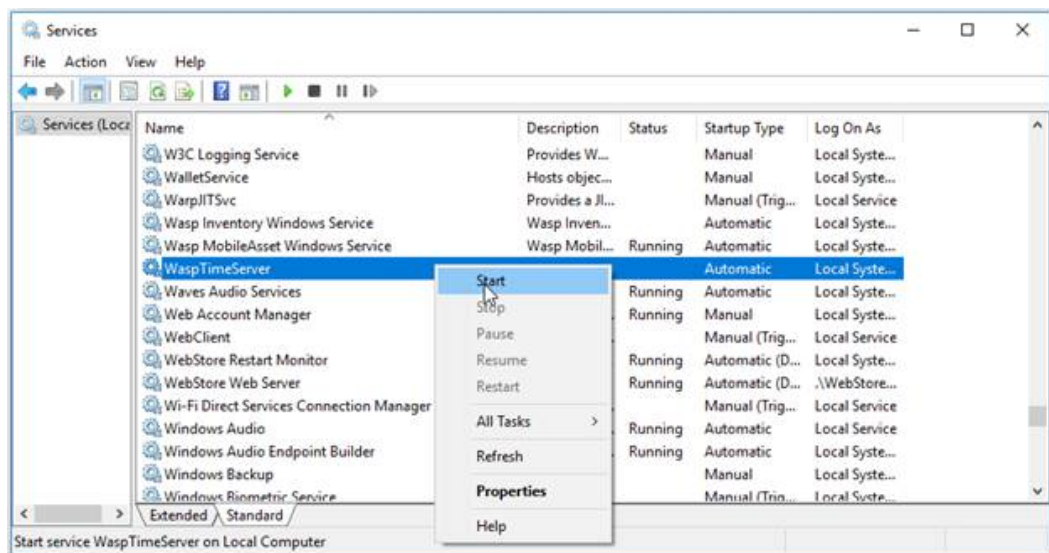 Services
File Action View Help
Services (Loca
Name Description Status Startup Type Log On As
W3C Logging Service Provides W... Manual Local Syste...
WalletService Hosts objec... Manual Local Syste...
WarpJITSvc Provides a JI... Manual (Trig... Local Service
Wasp Inventory Windows Service Wasp Inven... Automatic Local Syste...
Wasp MobileAsset Windows Service Wasp Mobil... Running Automatic Local Syste...
WaspTimeServer Automatic Local Syste...
Start
Waves Audio Services Running Automatic Local Syste...
Stop
Web Account Manager Running Manual Local Syste...
Pause
WebClient Manual (Trig... Local Service
Resume
WebStore Restart Monitor Running Automatic (D... Local Syste...
Restart
WebStore Web Server Running Automatic (D... .\WebStore...
Wi-Fi Direct Services Connection Manager Manual (Trig... Local Service
All Tasks
Windows Audio Running Automatic Local Service
Refresh
Windows Audio Endpoint Builder Running Automatic Local Syste...
Windows Backup Manual Local Syste...
Properties
Windows Biometric Service Manual (Trig... Local Syste...
Help
Extended Standard
Start service WaspTimeServer on Local Computer